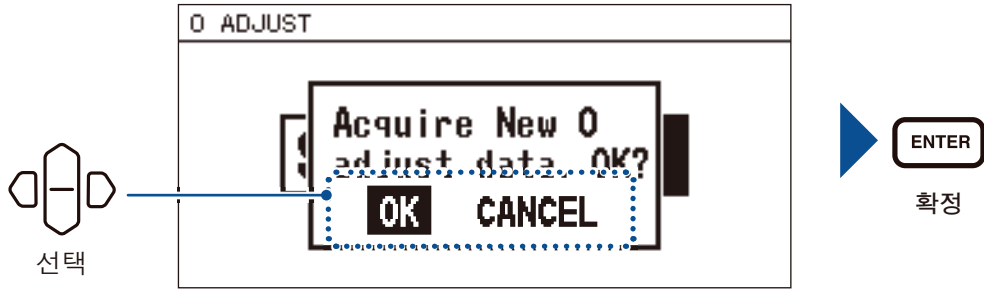 0 ADJUST
Acquire New 0
adjust data. OK?
OK CANCEL
선택
ENTER
확정